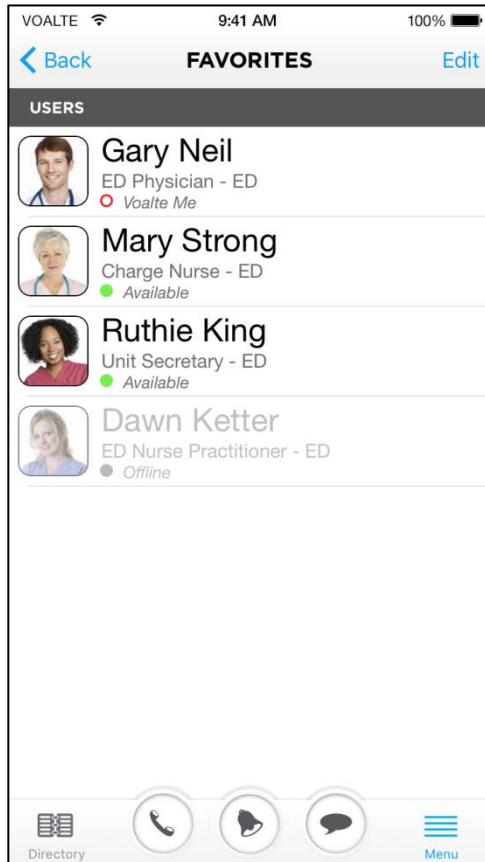 VOALTE 9:41 AM 100%
Back FAVORITES Edit
USERS
Gary Neil
ED Physician - ED
Voalte Me
Mary Strong
Charge Nurse - ED
Available
Ruthie King
Unit Secretary - ED
Available
Dawn Ketter
ED Nurse Practitioner - ED
Offline
Directory Menu